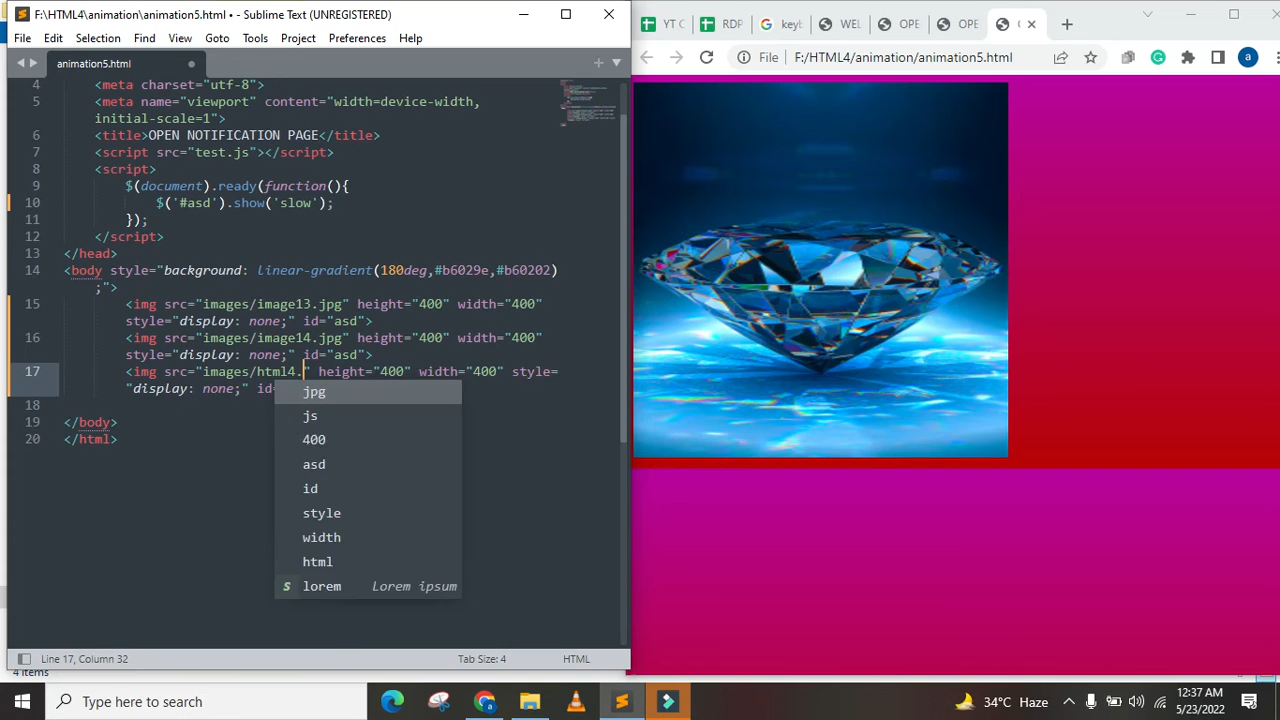 F:\HTML4\animation\animation5.html • - Sublime Text (UNREGISTERED)
File Edit Selection Find View Goto Tools Project Preferences Help
animation5.html
4 <meta charset="utf-8">
5 <meta name="viewport" content="width=device-width,
initial-scale=1">
6 <title>OPEN NOTIFICATION PAGE</title>
7 <script src="test.js"></script>
8 <script>
9 $(document).ready(function(){
10 $('#asd').show('slow');
11 });
12 </script>
13 </head>
14 <body style="background: linear-gradient(180deg,#b6029e,#b60202)
;">
15 <img src="images/image13.jpg" height="400" width="400"
style="display: none;" id="asd">
16 <img src="images/image14.jpg" height="400" width="400"
style="display: none;" id="asd">
17 <img src="images/html4." height="400" width="400" style=
"display: none;" id=
jpg
js
400
asd
id
style
width
html
S lorem Lorem ipsum
18
19 </body>
20 </html>
Line 17, Column 32
Tab Size: 4
HTML
4 items
YT C
RDP
keyl
WEL
OPE
OPE
File F:/HTML4/animation/animation5.html
a
Type here to search
34°C Haze
12:37 AM
5/23/2022